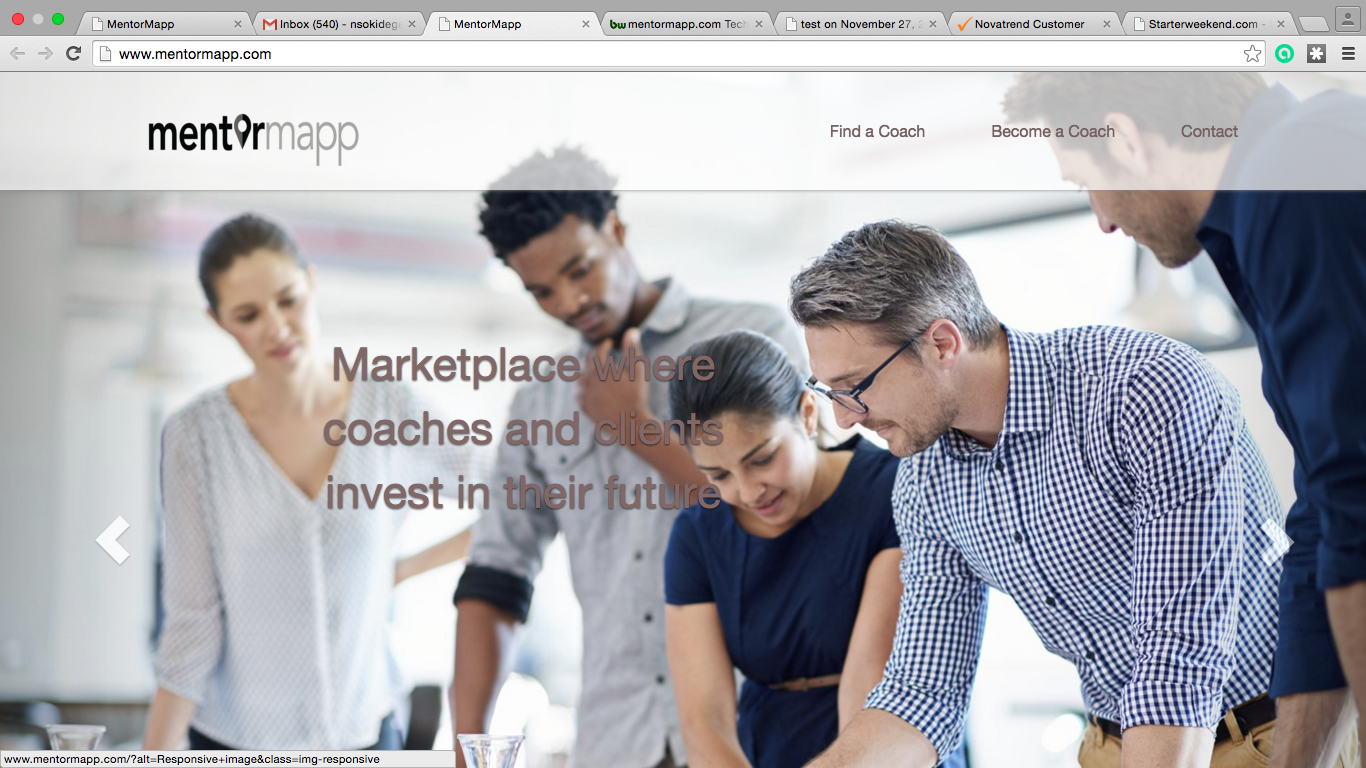 MentorMapp
Inbox (540) - nsokideg
MentorMapp
bw mentormapp.com Tech
test on November 27, 2
Novatrend Customer
Starterweekend.com -
www.mentormapp.com
mentormapp
Find a Coach
Become a Coach
Contact
Marketplace where
coaches and clients
invest in their future
www.mentormapp.com/?alt=Responsive+image&class=img-responsive